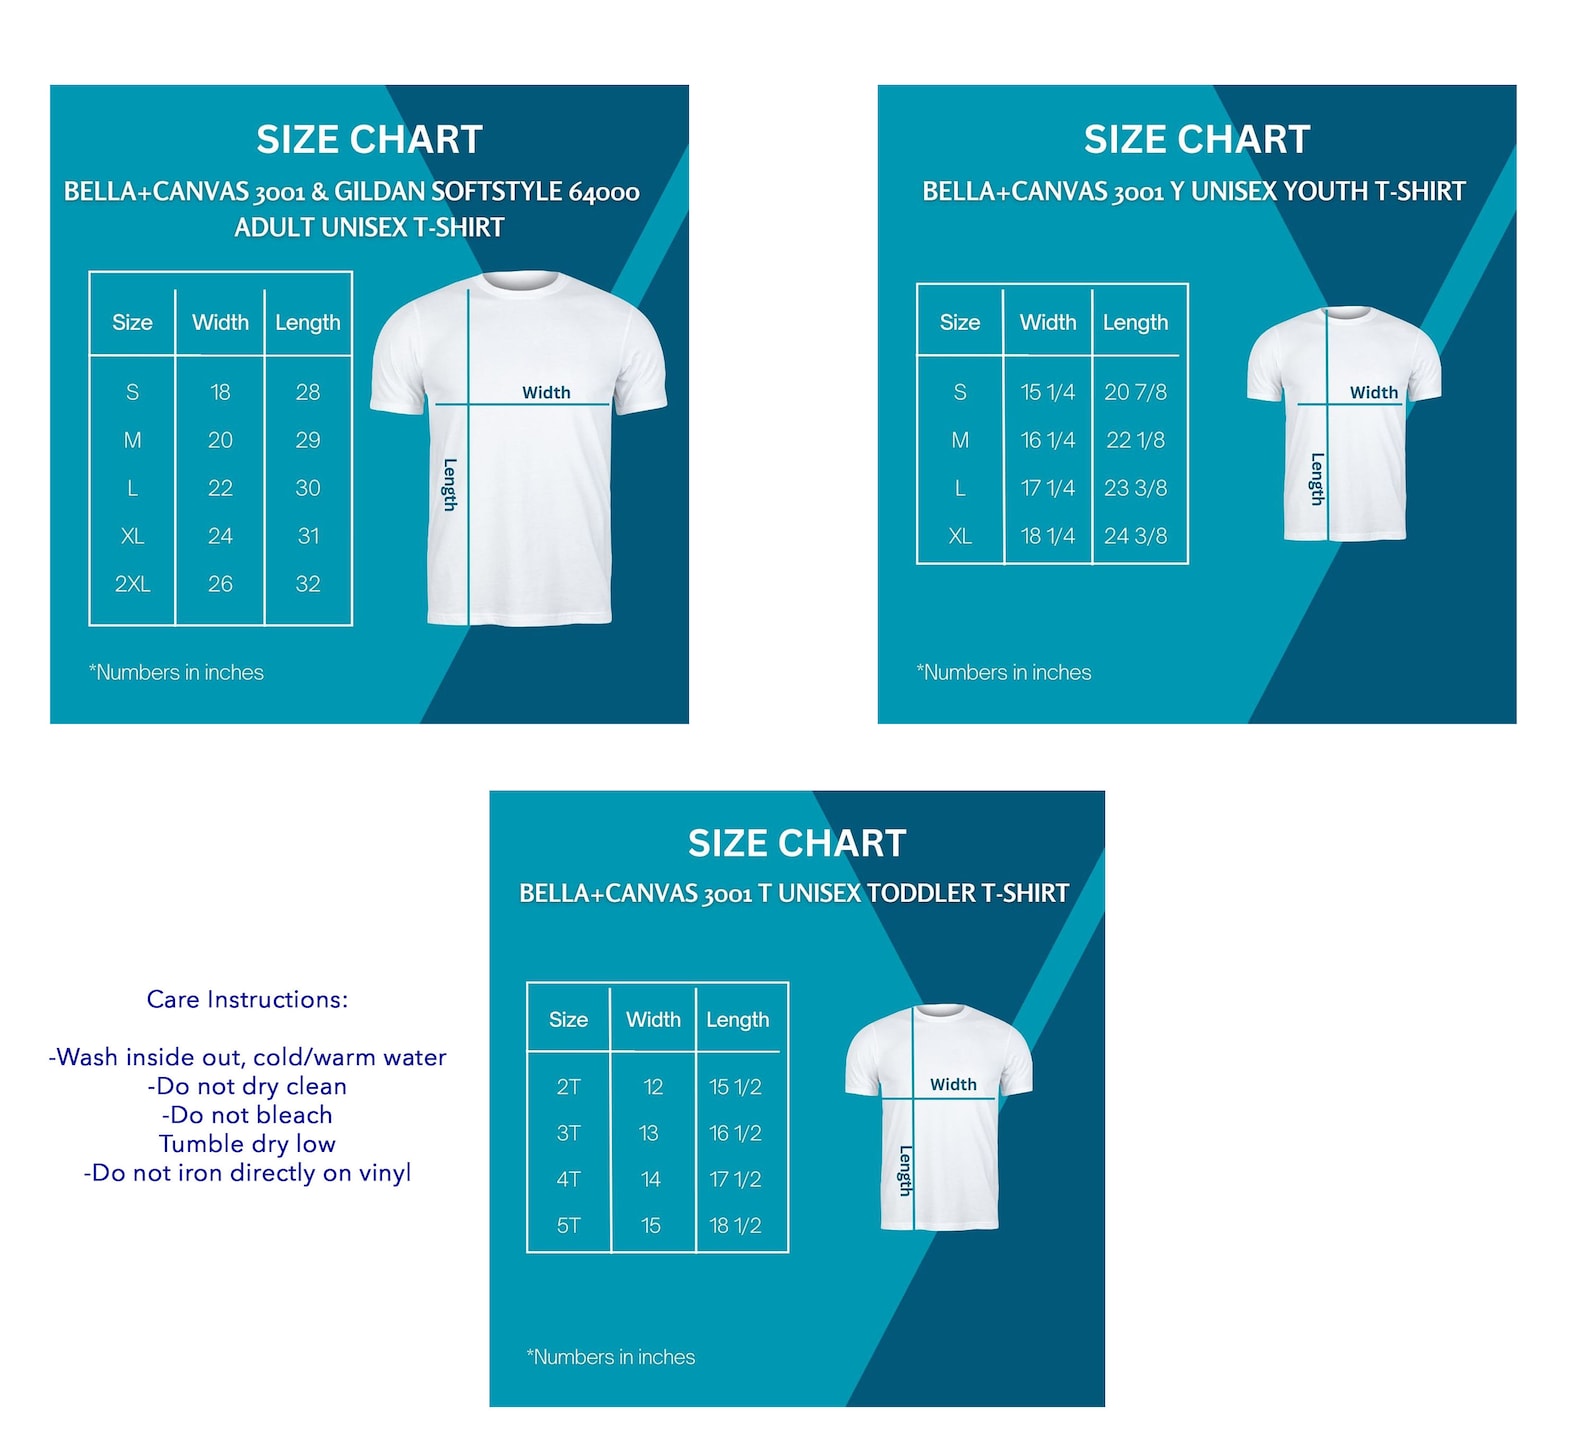 SIZE CHART
BELLA+CANVAS 3001 & GILDAN SOFTSTYLE 64000
ADULT UNISEX T-SHIRT
Size Width Length
S 18 28
M 20 29
L 22 30
XL 24 31
2XL 26 32
Width
Length
*Numbers in inches
SIZE CHART
BELLA+CANVAS 3001 Y UNISEX YOUTH T-SHIRT
Size Width Length
S 15 1/4 20 7/8
M 16 1/4 22 1/8
L 17 1/4 23 3/8
XL 18 1/4 24 3/8
Width
Length
*Numbers in inches
Care Instructions:
-Wash inside out, cold/warm water
-Do not dry clean
-Do not bleach
Tumble dry low
-Do not iron directly on vinyl
SIZE CHART
BELLA+CANVAS 3001 T UNISEX TODDLER T-SHIRT
Size Width Length
2T 12 15 1/2
3T 13 16 1/2
4T 14 17 1/2
5T 15 18 1/2
Width
Length
*Numbers in inches